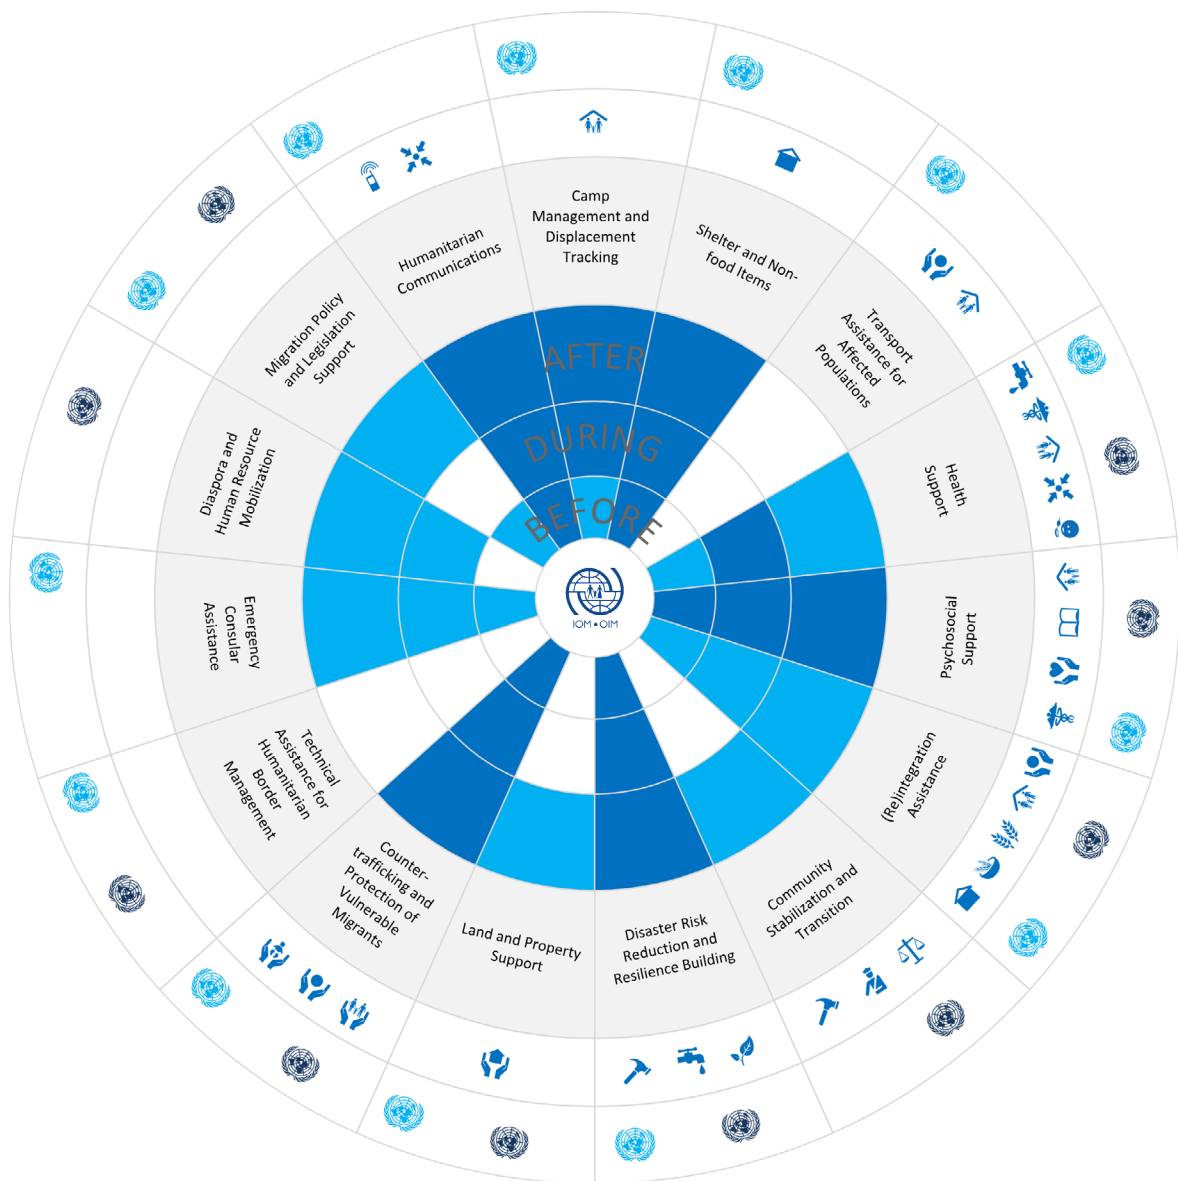 Camp
Management and
Displacement
Tracking
Shelter and Non-
food Items
Transport
Assistance for
Affected
Populations
Health
Support
Psychosocial
Support
(Re)integration
Assistance
Community
Stabilization and
Transition
Disaster Risk
Reduction and
Resilience Building
Land and Property
Support
Counter-
trafficking and
Protection of
Vulnerable
Migrants
Technical
Assistance for
Humanitarian
Border
Management
Emergency
Consular
Assistance
Diaspora and
Human Resource
Mobilization
Migration Policy
and Legislation
Support
Humanitarian
Communications
AFTER
DURING
BEFORE
IOM • OIM